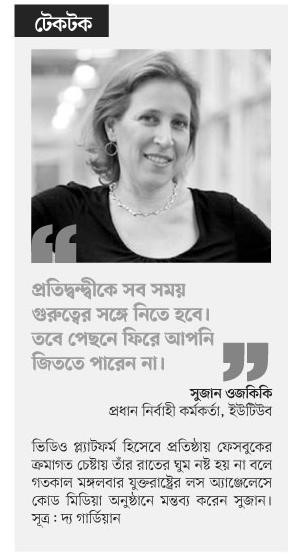 টেকটক
প্রতিদ্বন্দ্বীকে সব সময়
গুরুত্বের সঙ্গে নিতে হবে।
তবে পেছনে ফিরে আপনি
জিততে পারেন না।
সুজান ওজকিকি
প্রধান নির্বাহী কর্মকর্তা, ইউটিউব
ভিডিও প্ল্যাটফর্ম হিসেবে প্রতিষ্ঠায় ফেসবুকের
ক্রমাগত চেষ্টায় তাঁর রাতের ঘুম নষ্ট হয় না বলে
গতকাল মঙ্গলবার যুক্তরাষ্ট্রের লস অ্যাঞ্জেলেসে
কোড মিডিয়া অনুষ্ঠানে মন্তব্য করেন সুজান।
সূত্র : দ্য গার্ডিয়ান